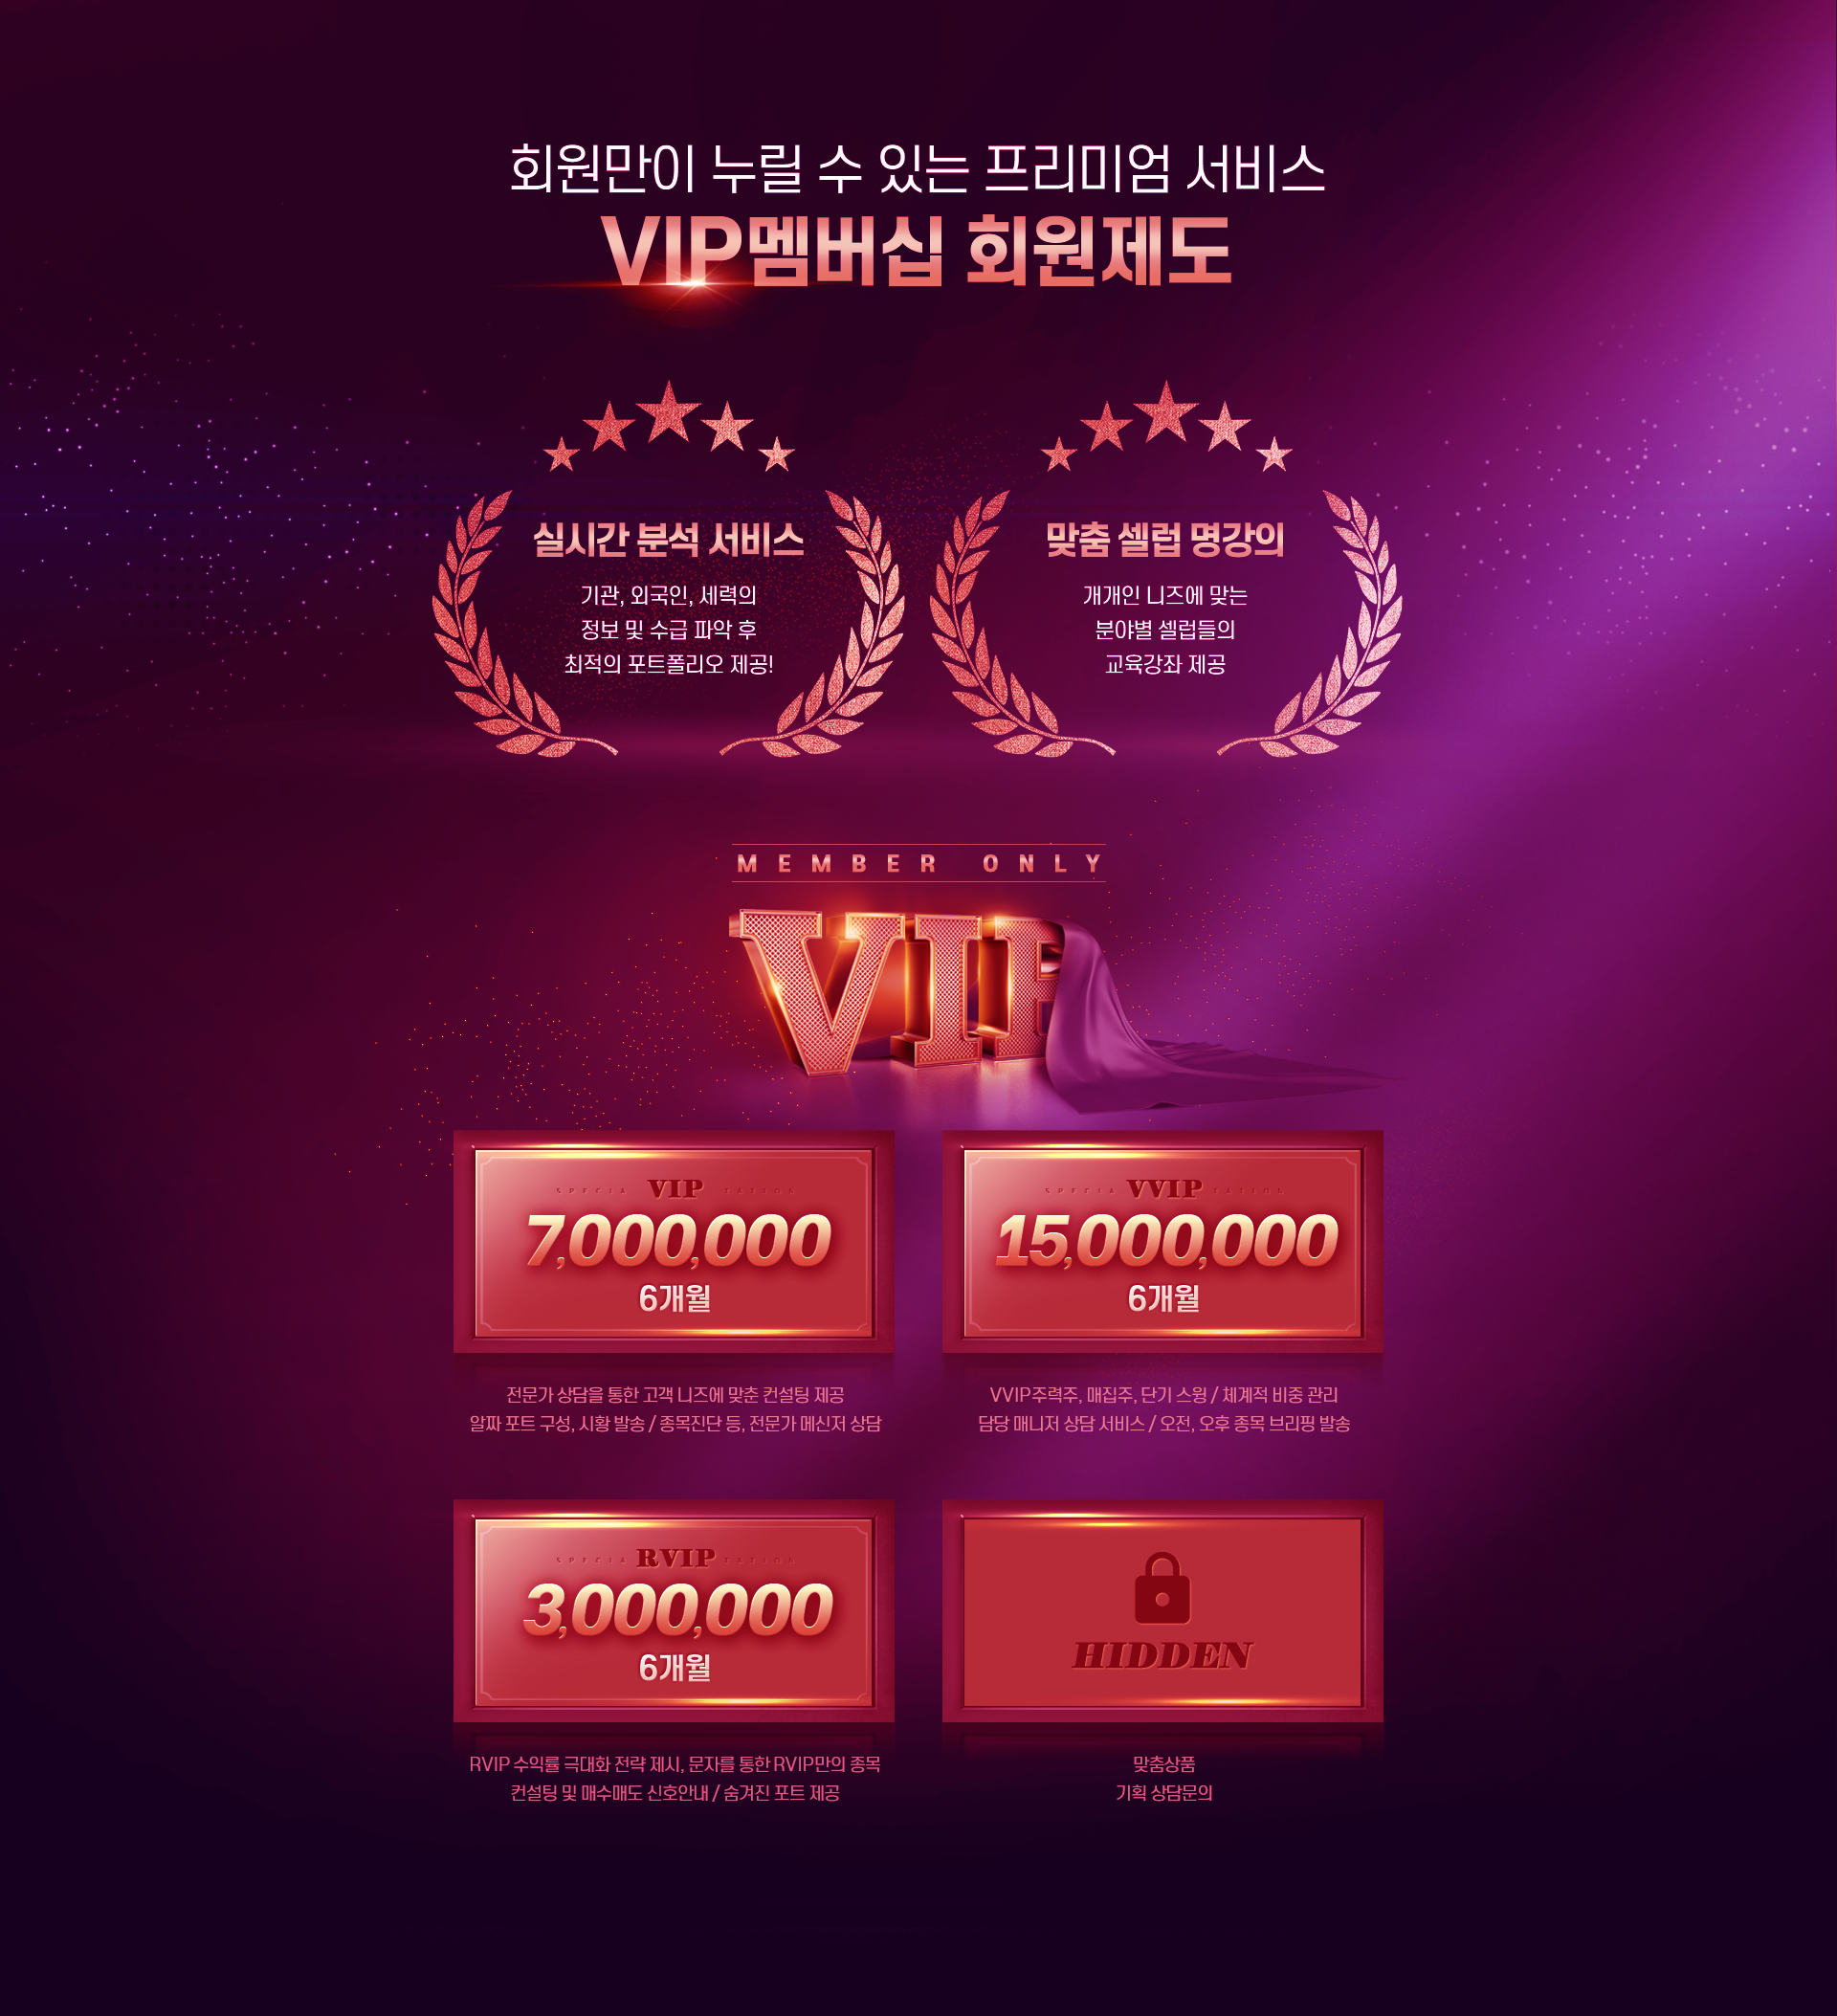 회원만이 누릴 수 있는 프리미엄 서비스
VIP멤버십 회원제도
실시간 분석 서비스
기관, 외국인, 세력의
정보 및 수급 파악 후
최적의 포트폴리오 제공!
맞춤 셀럽 명강의
개개인 니즈에 맞는
분야별 셀럽들의
교육강좌 제공
MEMBER ONLY
VIP
SPECIA VIP TATION
7,000,000
6개월
전문가 상담을 통한 고객 니즈에 맞춘 컨설팅 제공
알짜 포트 구성, 시황 발송 / 종목진단 등, 전문가 메신저 상담
SPECIA VVIP TATION
15,000,000
6개월
VVIP주력주, 매집주, 단기 스윙 / 체계적 비중 관리
담당 매니저 상담 서비스 / 오전, 오후 종목 브리핑 발송
SPECIA RVIP TATION
3,000,000
6개월
RVIP 수익률 극대화 전략 제시, 문자를 통한 RVIP만의 종목
컨설팅 및 매수매도 신호안내 / 숨겨진 포트 제공
HIDDEN
맞춤상품
기획 상담문의